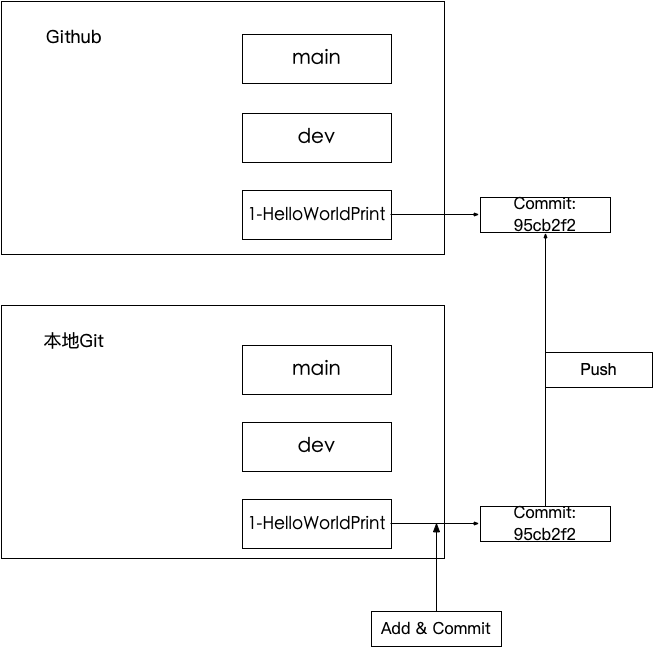 Github
main
dev
1-HelloWorldPrint
Commit:
95cb2f2
Push
本地Git
main
dev
1-HelloWorldPrint
Commit:
95cb2f2
Add & Commit